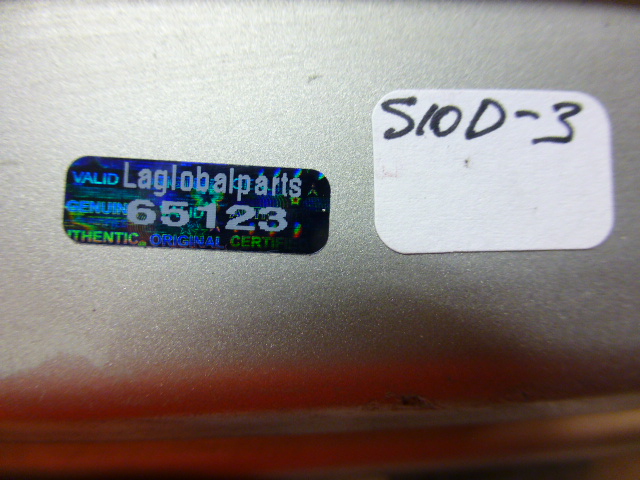 VALID
Laglobalparts
GENUIN
65123
THENTIC ORIGINAL CERTIF
S10D-3